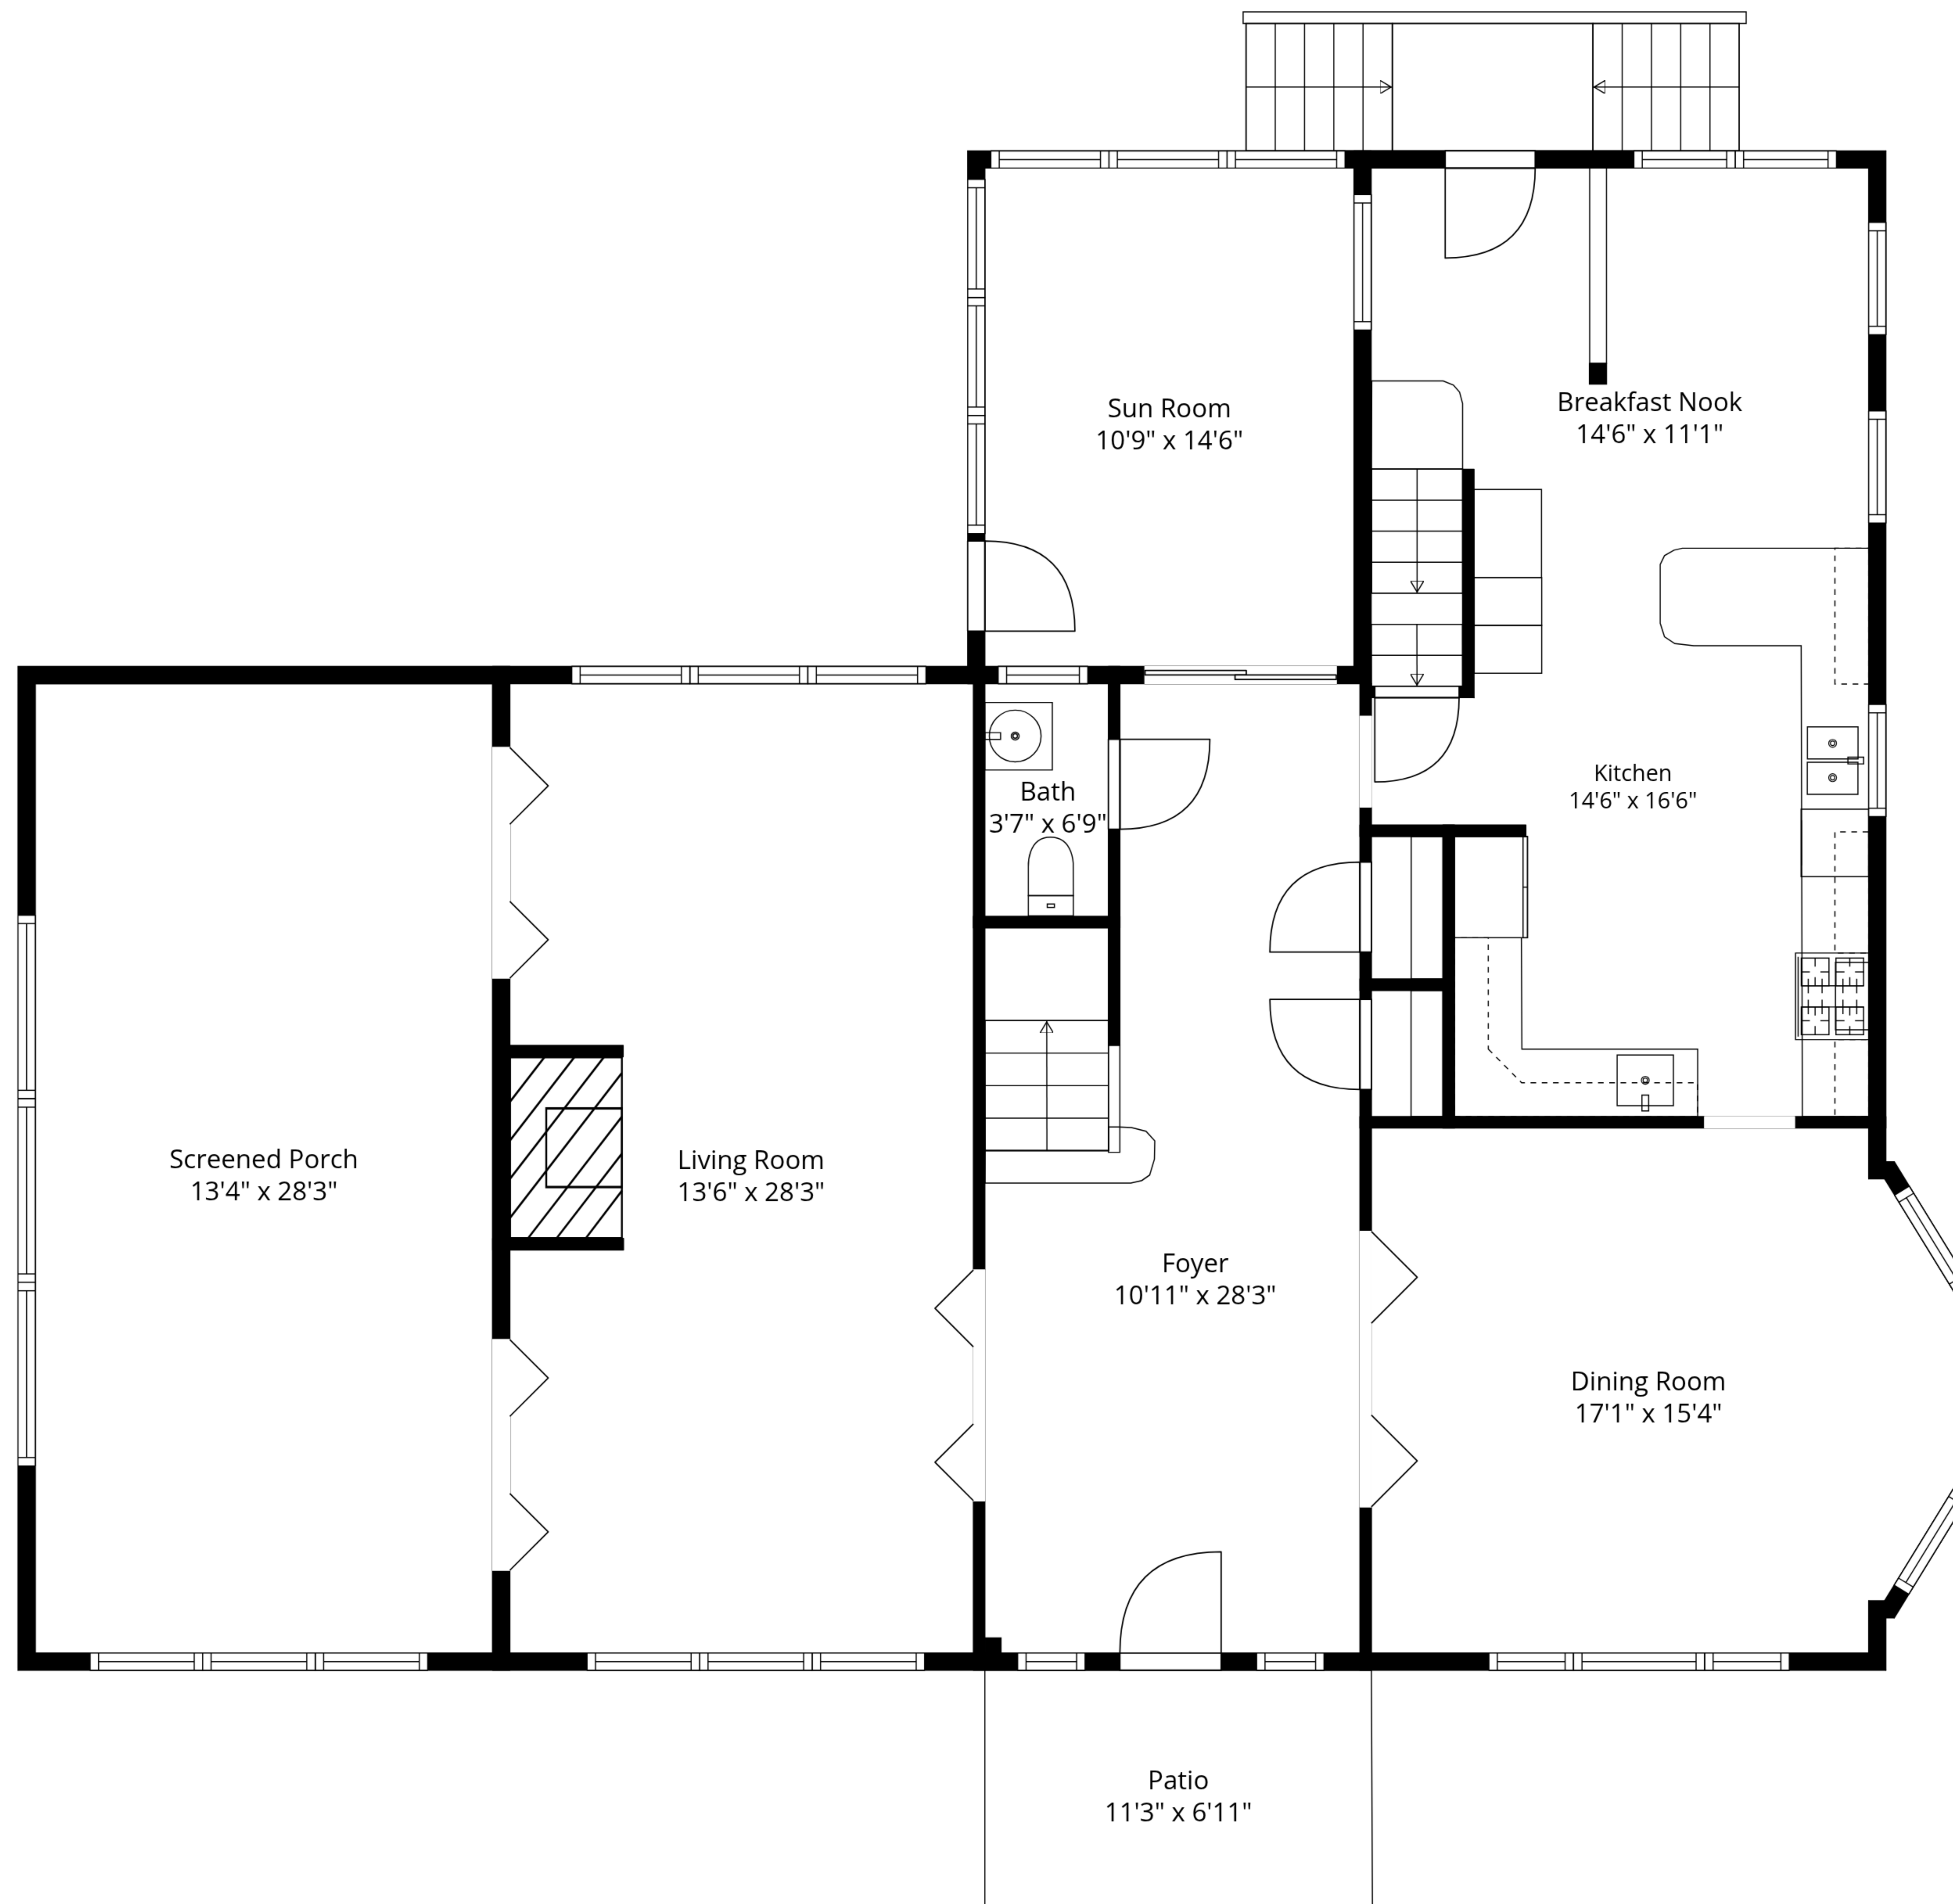 Sun Room
10'9" x 14'6"
Breakfast Nook
14'6" x 11'1"
Bath
3'7" x 6'9"
Kitchen
14'6" x 16'6"
Screened Porch
13'4" x 28'3"
Living Room
13'6" x 28'3"
Foyer
10'11" x 28'3"
Dining Room
17'1" x 15'4"
Patio
11'3" x 6'11"